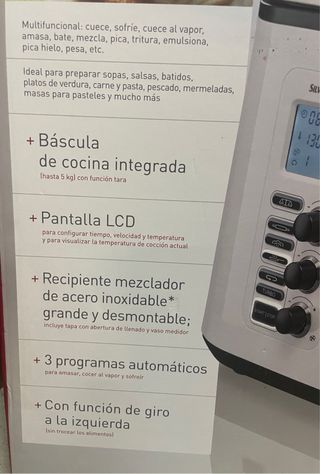 Multifuncional: cuece, sofríe, cuece al vapor,
amasa, bate, mezcla, pica, tritura, emulsiona,
pica hielo, pesa, etc.
Ideal para preparar sopas, salsas, batidos,
platos de verdura, carne y pasta, pescado, mermeladas,
masas para pasteles y mucho más
+ Báscula
de cocina integrada
(hasta 5 kg) con función tara
+ Pantalla LCD
para configurar tiempo, velocidad y temperatura
y para visualizar la temperatura de cocción actual
+ Recipiente mezclador
de acero inoxidable*
grande y desmontable;
incluye tapa con abertura de llenado y vaso medidor
+ 3 programas automáticos
para amasar, cocer al vapor y sofreír
+ Con función de giro
a la izquierda
(sin trocear los alimentos)